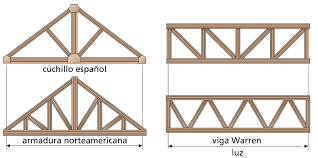 cuchillo español
armadura norteamericana
viga Warren
luz